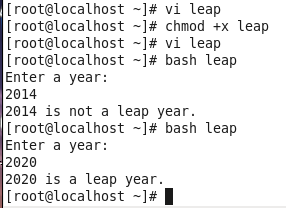 [root@localhost ~]# vi leap
[root@localhost ~]# chmod +x leap
[root@localhost ~]# vi leap
[root@localhost ~]# bash leap
Enter a year:
2014
2014 is not a leap year.
[root@localhost ~]# bash leap
Enter a year:
2020
2020 is a leap year.
[root@localhost ~]#